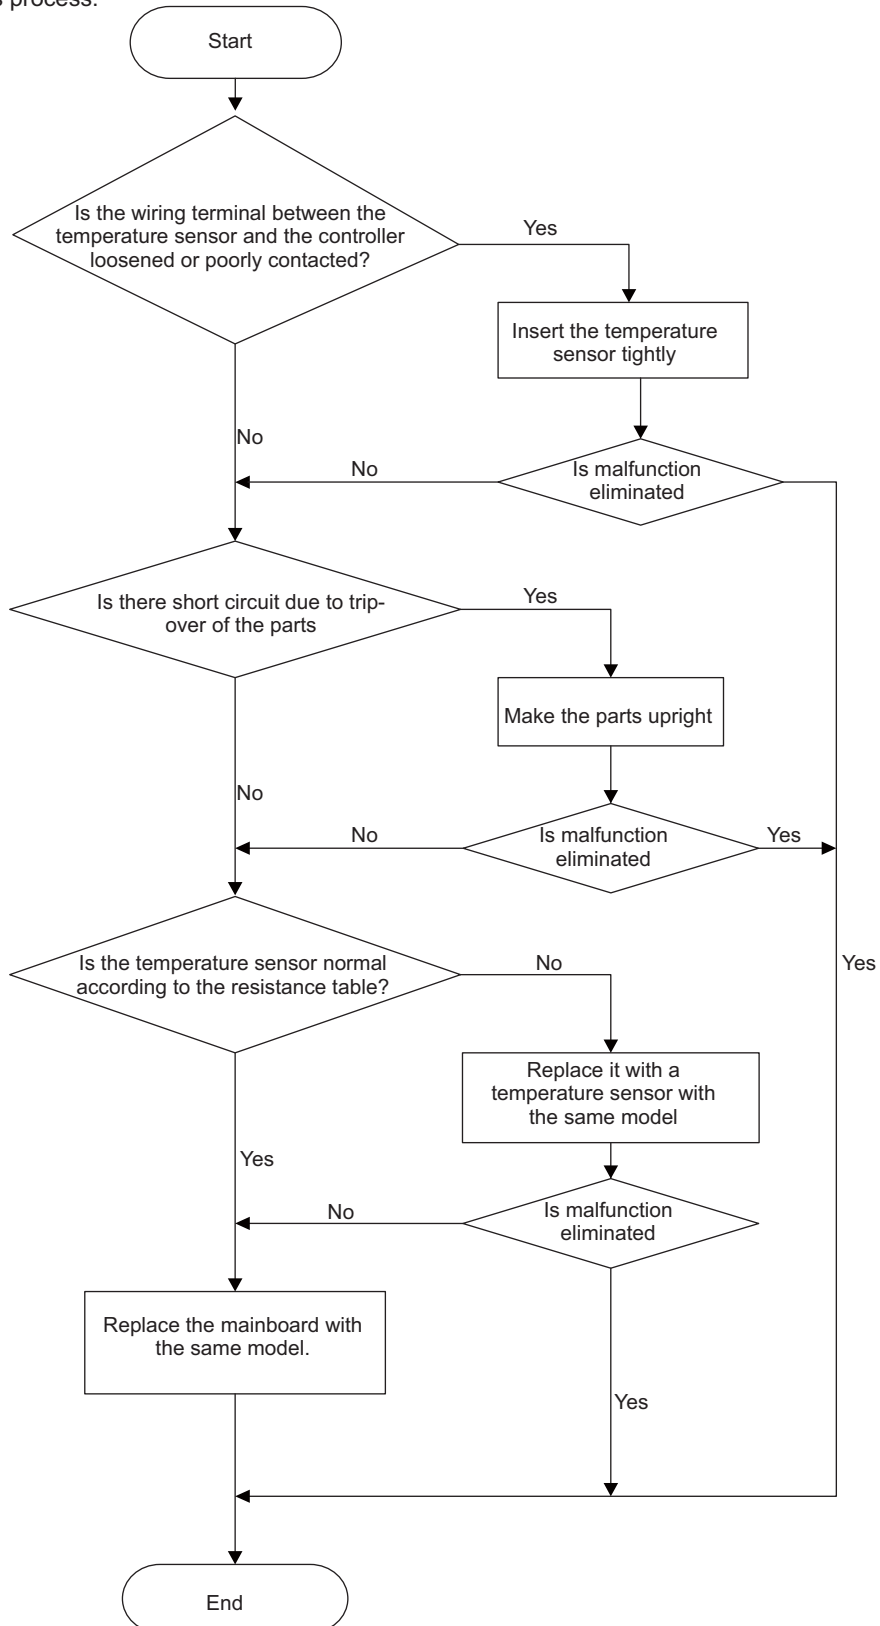 process.
Start
Is the wiring terminal between the
temperature sensor and the controller
loosened or poorly contacted?
Yes
Insert the temperature
sensor tightly
No
No
Is malfunction
eliminated
Is there short circuit due to trip-
over of the parts
Yes
Make the parts upright
No
No
Is malfunction
eliminated
Yes
Is the temperature sensor normal
according to the resistance table?
No
Yes
Replace it with a
temperature sensor with
the same model
Yes
No
Is malfunction
eliminated
Replace the mainboard with
the same model.
Yes
End